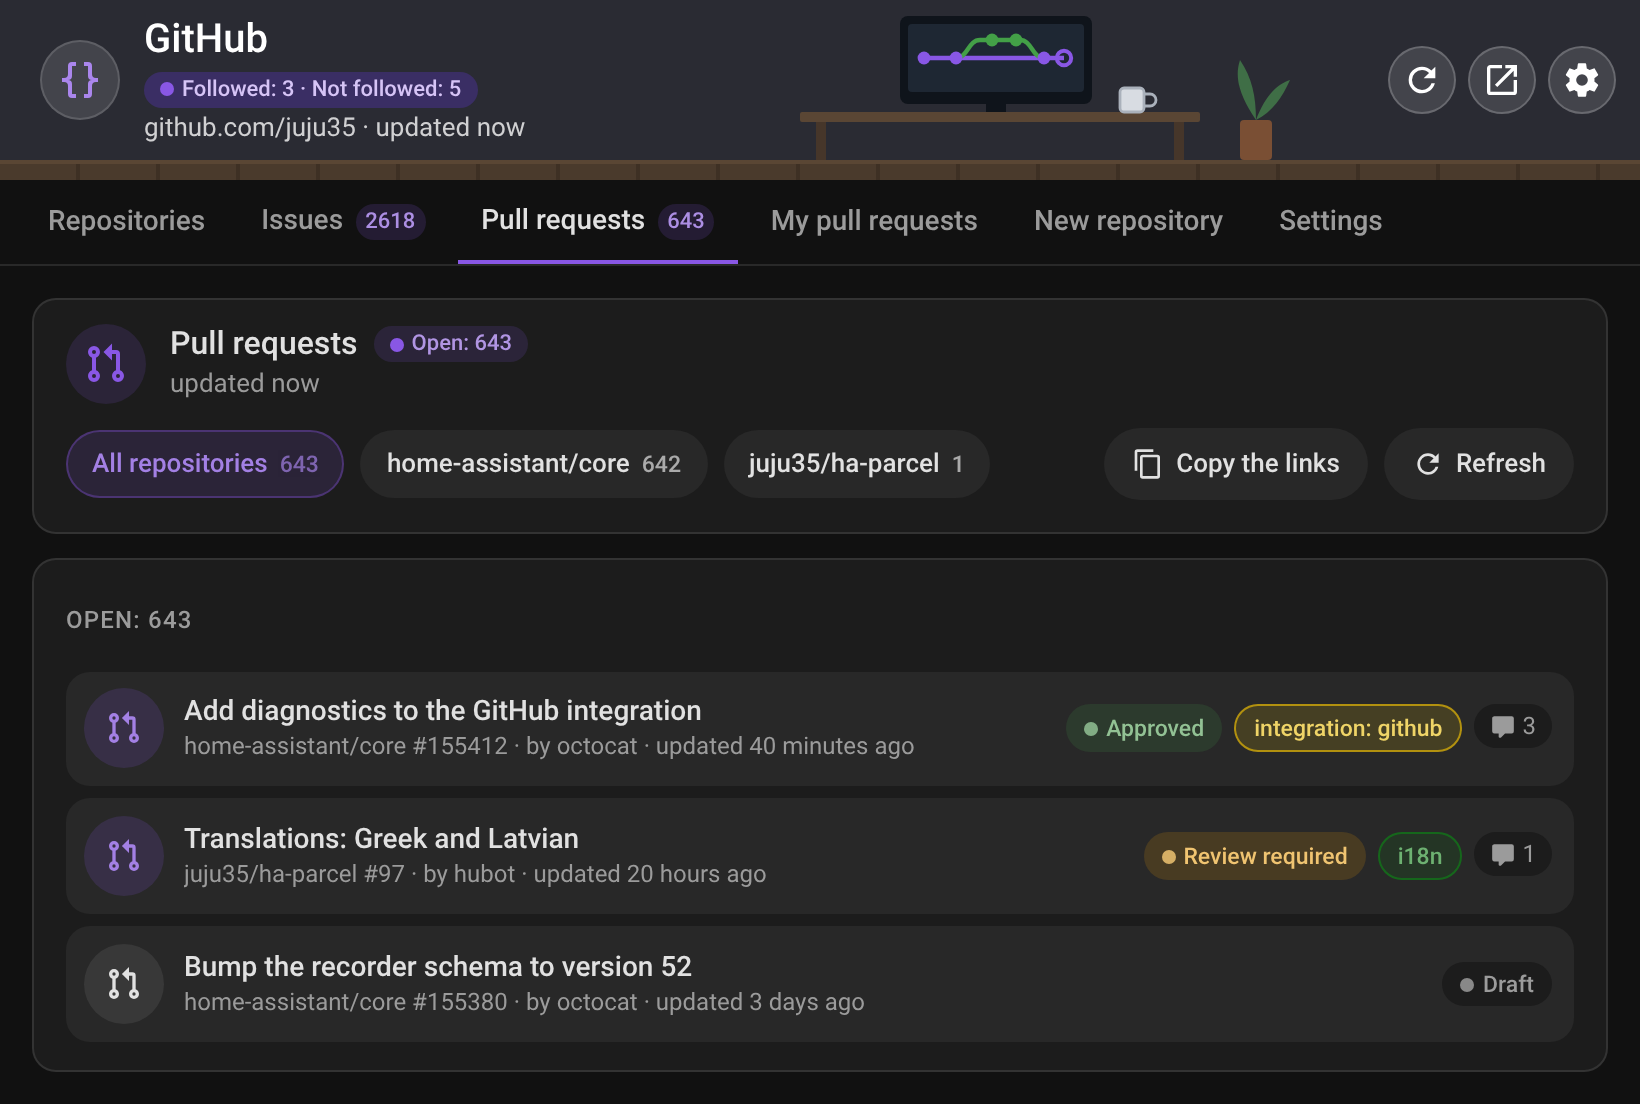 GitHub
Followed: 3 · Not followed: 5
github.com/juju35 · updated now
Repositories
Issues 2618
Pull requests 643
My pull requests
New repository
Settings
Pull requests
Open: 643
updated now
All repositories 643
home-assistant/core 642
juju35/ha-parcel 1
Copy the links
Refresh
OPEN: 643
Add diagnostics to the GitHub integration
home-assistant/core #155412 · by octocat · updated 40 minutes ago
Approved
integration: github
3
Translations: Greek and Latvian
juju35/ha-parcel #97 · by hubot · updated 20 hours ago
Review required
i18n
1
Bump the recorder schema to version 52
home-assistant/core #155380 · by octocat · updated 3 days ago
Draft